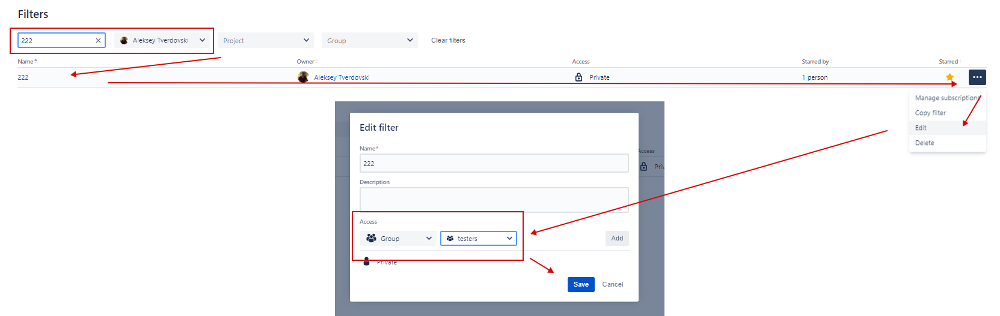 Filters
222 Aleksey Tverdovski Project Group Clear filters
Name Owner Access Starred by Starred
222 Aleksey Tverdovski Private 1 person
Manage subscriptions
Copy filter
Edit
Delete
Edit filter
Name*
Access
222
Priv
Description
Access
Group testers Add
Private
Save Cancel